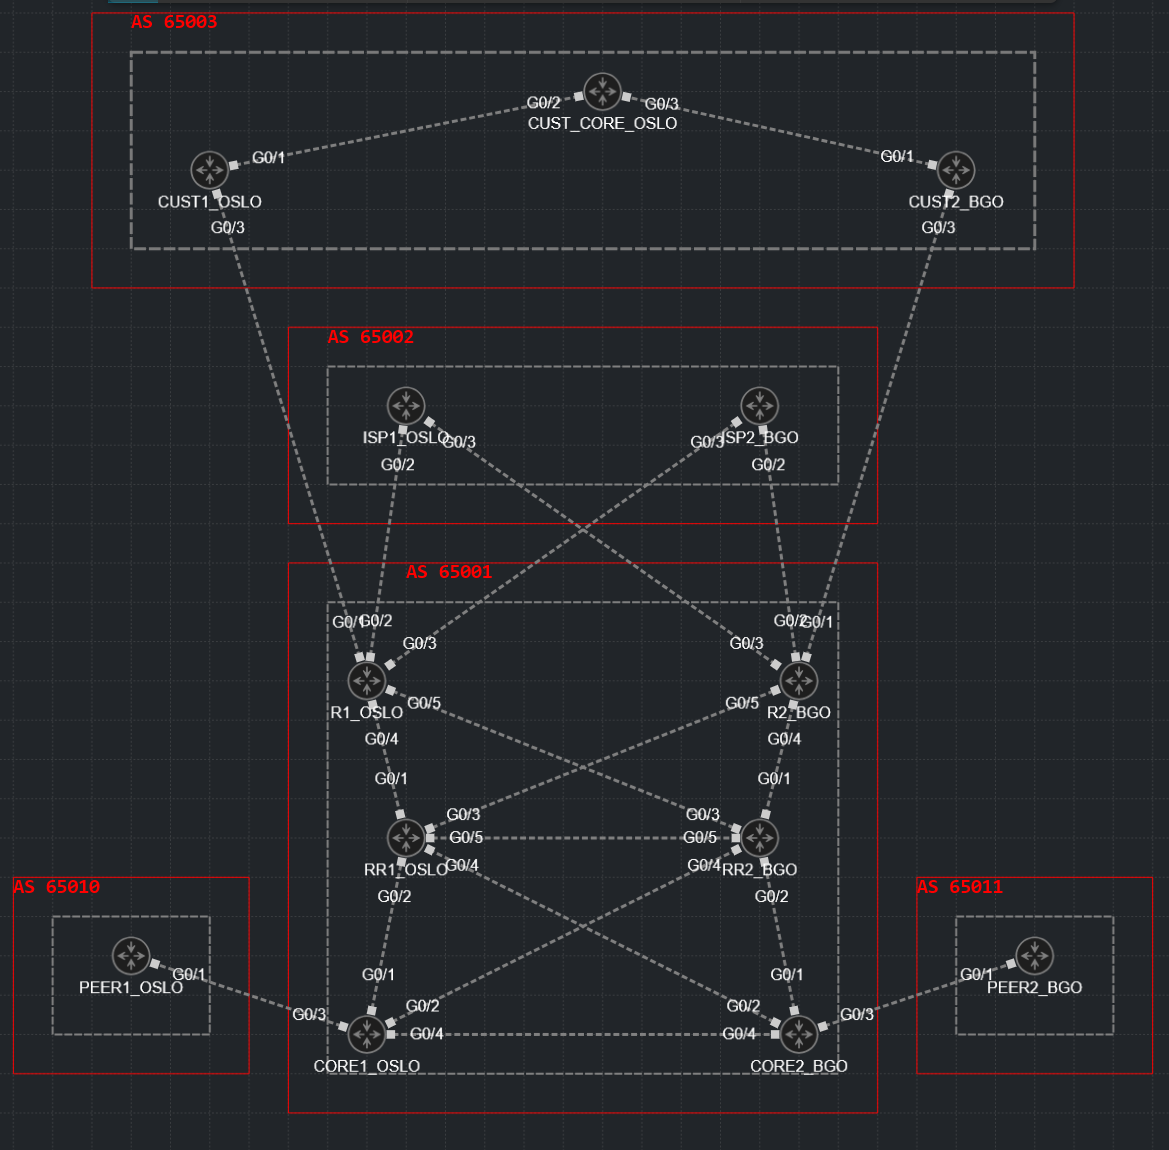 AS 65003
G0/2
G0/3
CUST_CORE_OSLO
G0/1
G0/1
CUST1_OSLO
CUST2_BGO
G0/3
G0/3
AS 65002
ISP1_OSLO
G0/3
G0/3
ISP2_BGO
G0/2
G0/2
AS 65001
G0/1
G0/2
G0/2
G0/1
G0/3
G0/3
G0/5
G0/5
R1_OSLO
R2_BGO
G0/4
G0/4
G0/1
G0/1
G0/3
G0/3
G0/5
G0/5
RR1_OSLO
G0/4
G0/4
RR2_BGO
AS 65010
AS 65011
G0/2
G0/2
G0/1
G0/1
G0/1
G0/1
PEER1_OSLO
PEER2_BGO
G0/2
G0/2
G0/3
G0/3
G0/4
G0/4
CORE1_OSLO
CORE2_BGO